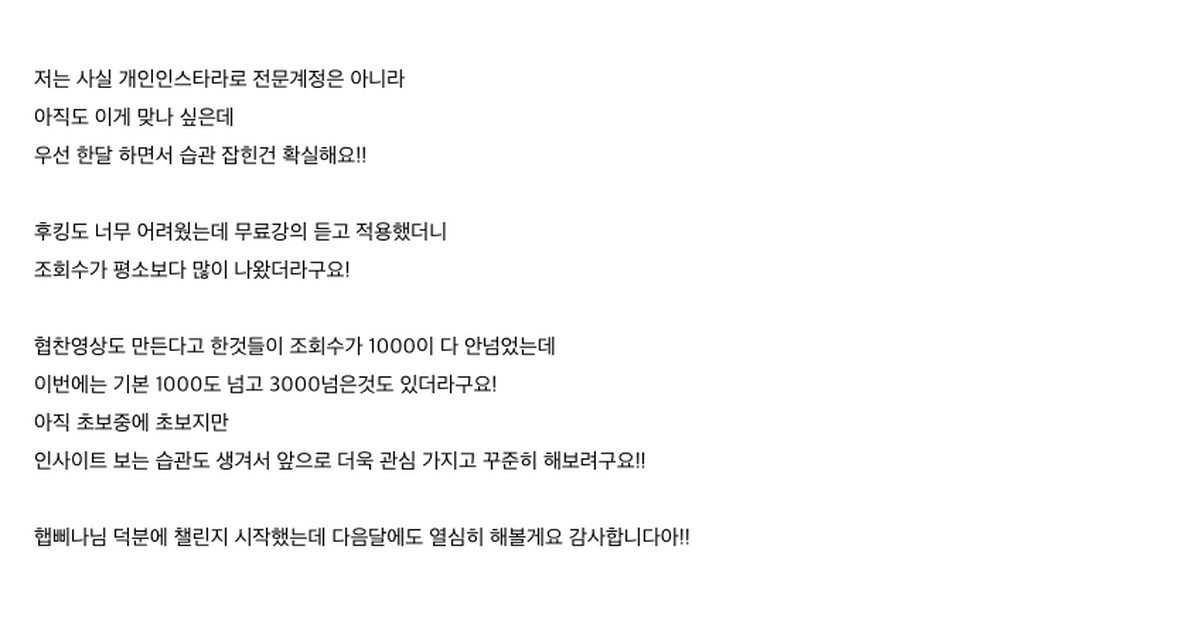 저는 사실 개인인스타라로 전문계정은 아니라
아직도 이게 맞나 싶은데
우선 한달 하면서 습관 잡힌건 확실해요!!
후킹도 너무 어려웠는데 무료강의 듣고 적용했더니
조회수가 평소보다 많이 나왔더라구요!
협찬영상도 만든다고 한것들이 조회수가 1000이 다 안넘었는데
이번에는 기본 1000도 넘고 3000넘은것도 있더라구요!
아직 초보중에 초보지만
인사이트 보는 습관도 생겨서 앞으로 더욱 관심 가지고 꾸준히 해보려구요!!
햅삐나님 덕분에 챌린지 시작했는데 다음달에도 열심히 해볼게요 감사합니다아!!